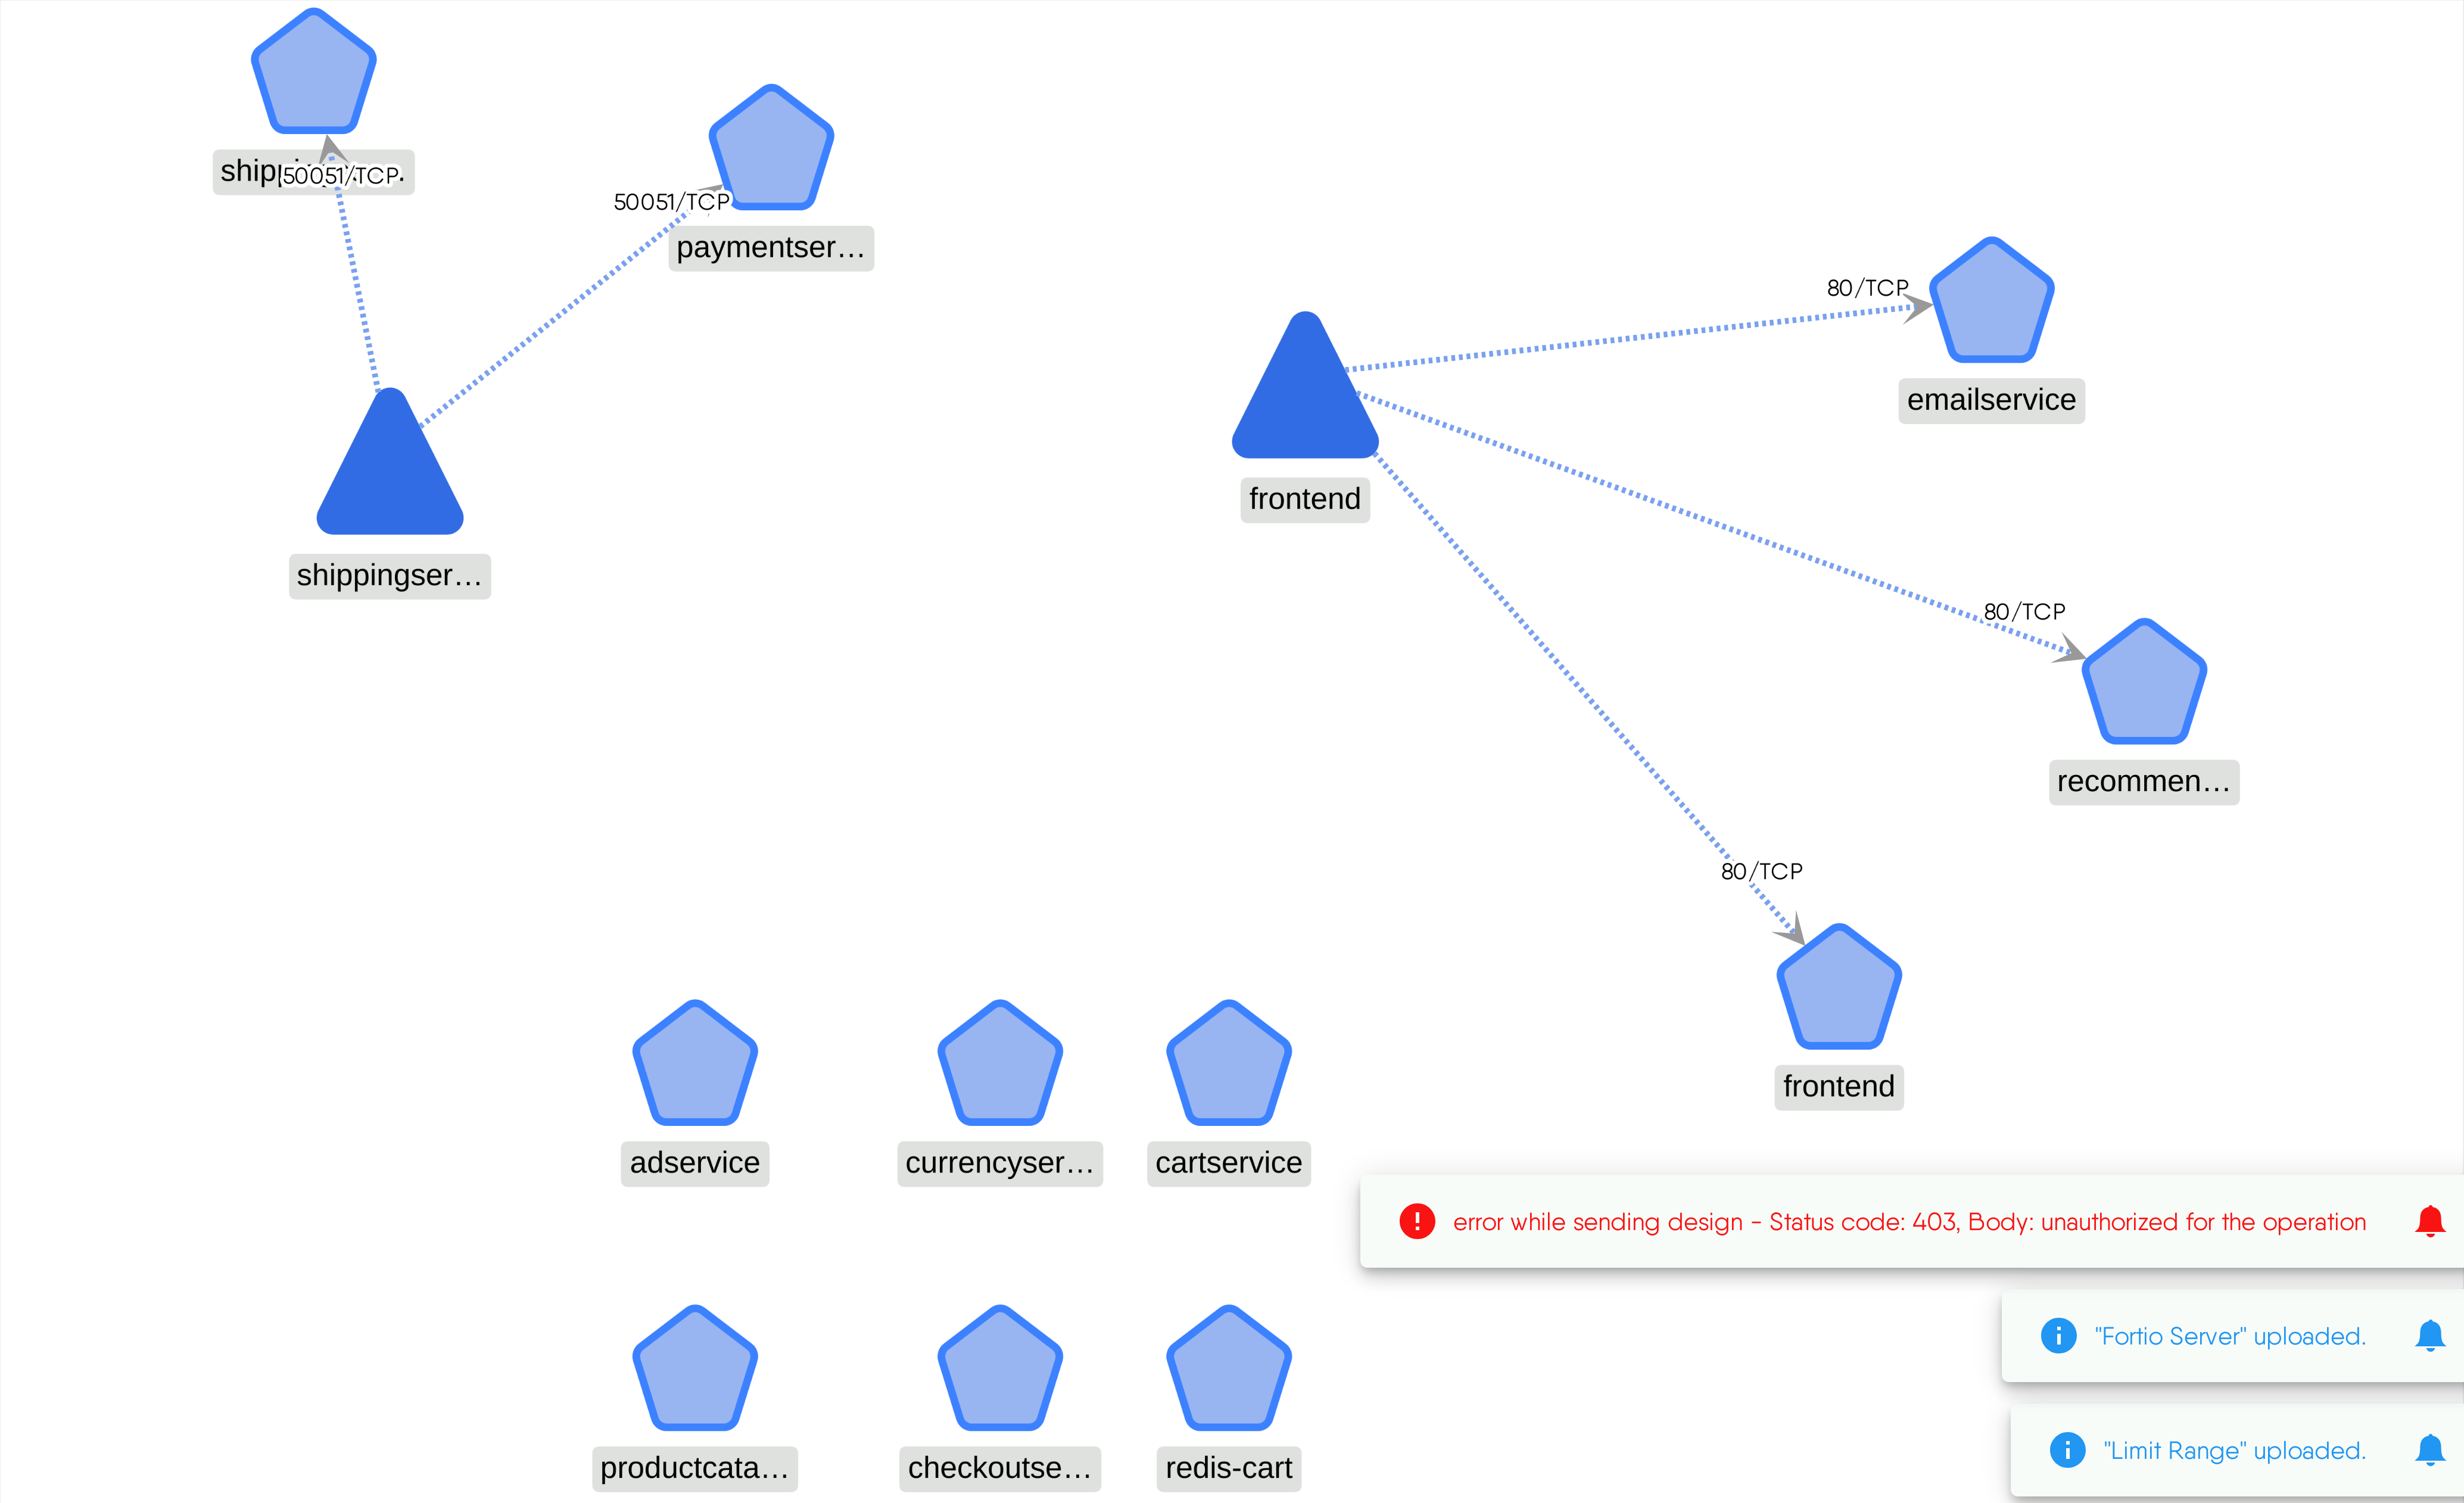 50051/TCP
50051/TCP
paymentser…
80/TCP
emailservice
frontend
shippingser…
80/TCP
recommen…
80/TCP
frontend
adservice
currencyser…
cartservice
error while sending design - Status code: 403, Body: unauthorized for the operation
"Fortio Server" uploaded.
"Limit Range" uploaded.
productcata…
checkoutse…
redis-cart